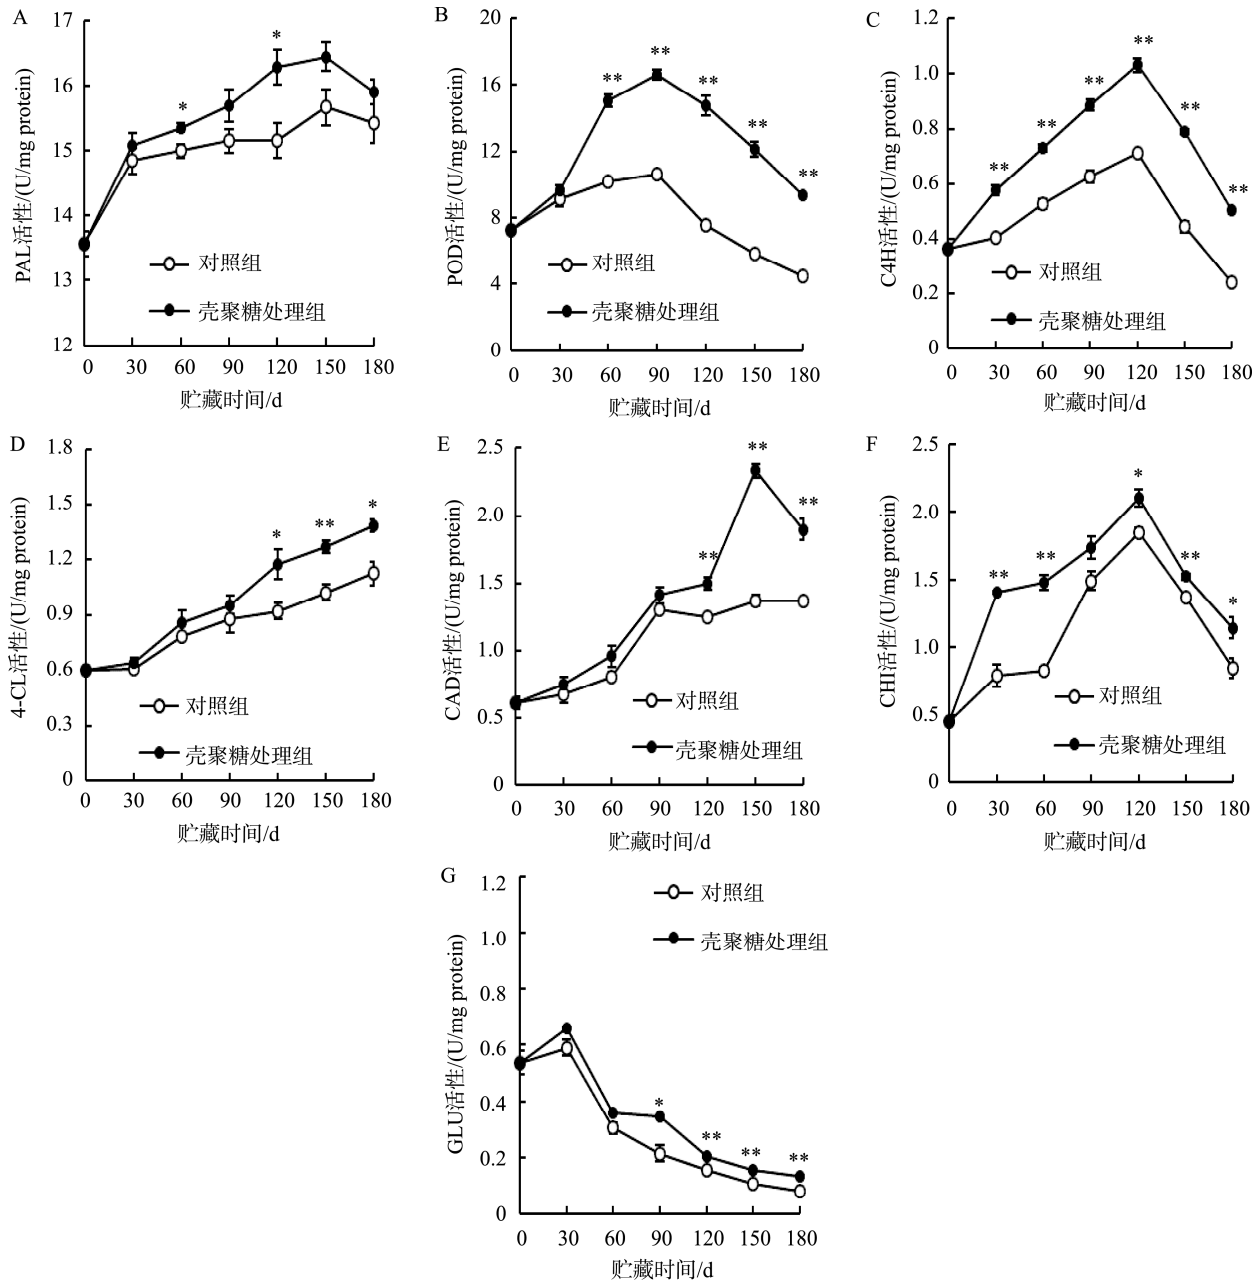 A
PAL活性/(U/mg protein)
17
16
15
14
13
12
*
*
对照组
壳聚糖处理组
0 30 60 90 120 150 180
贮藏时间/d
B
POD活性/(U/mg protein)
20
16
12
8
4
0
**
**
**
**
**
对照组
壳聚糖处理组
0 30 60 90 120 150 180
贮藏时间/d
C
C4H活性/(U/mg protein)
1.2
1.0
0.8
0.6
0.4
0.2
0
**
**
**
**
**
**
对照组
壳聚糖处理组
0 30 60 90 120 150 180
贮藏时间/d
D
4-CL活性/(U/mg protein)
1.8
1.5
1.2
0.9
0.6
0.3
0
*
**
*
对照组
壳聚糖处理组
0 30 60 90 120 150 180
贮藏时间/d
E
CAD活性/(U/mg protein)
2.5
2.0
1.5
1.0
0.5
0
**
**
**
对照组
壳聚糖处理组
0 30 60 90 120 150 180
贮藏时间/d
F
CHI活性/(U/mg protein)
2.5
2.0
1.5
1.0
0.5
0
**
**
*
**
*
对照组
壳聚糖处理组
0 30 60 90 120 150 180
贮藏时间/d
G
GLU活性/(U/mg protein)
1.2
1.0
0.8
0.6
0.4
0.2
0
对照组
壳聚糖处理组
*
**
**
**
0 30 60 90 120 150 180
贮藏时间/d